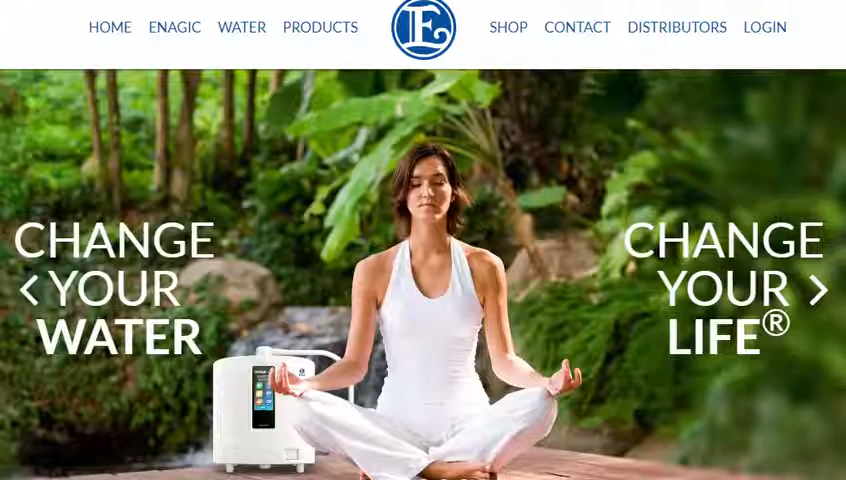 HOME ENAGIC WATER PRODUCTS E SHOP CONTACT DISTRIBUTORS LOGIN
CHANGE
YOUR
WATER
CHANGE
YOUR
LIFE®